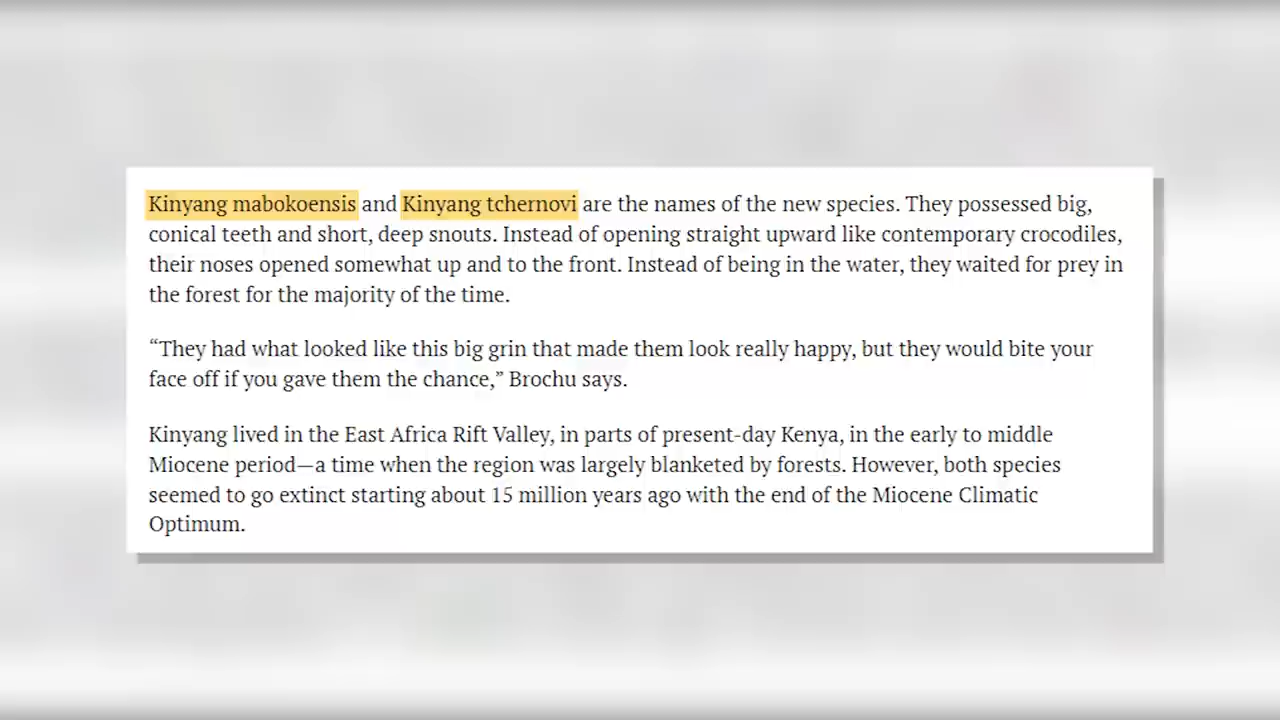 Kinyang mabokoensis and Kinyang tchernovi are the names of the new species. They possessed big,
conical teeth and short, deep snouts. Instead of opening straight upward like contemporary crocodiles,
their noses opened somewhat up and to the front. Instead of being in the water, they waited for prey in
the forest for the majority of the time.
“They had what looked like this big grin that made them look really happy, but they would bite your
face off if you gave them the chance,” Brochu says.
Kinyang lived in the East Africa Rift Valley, in parts of present-day Kenya, in the early to middle
Miocene period—a time when the region was largely blanketed by forests. However, both species
seemed to go extinct starting about 15 million years ago with the end of the Miocene Climatic
Optimum.